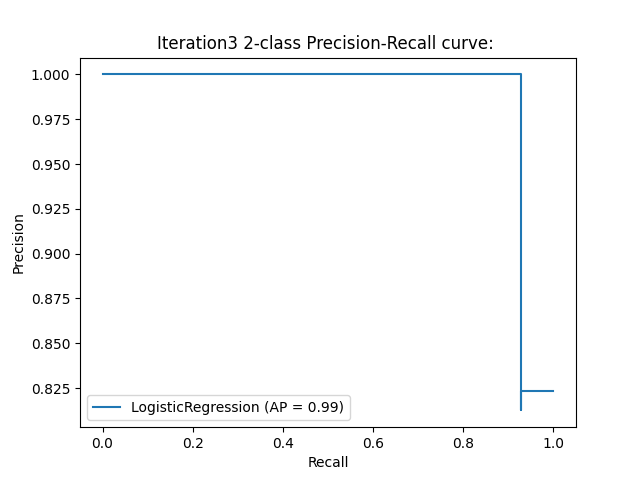 Iteration3 2-class Precision-Recall curve:
1.000
0.975
0.950
0.925
0.900
0.875
0.850
0.825
Precision
LogisticRegression (AP = 0.99)
0.0 0.2 0.4 0.6 0.8 1.0
Recall